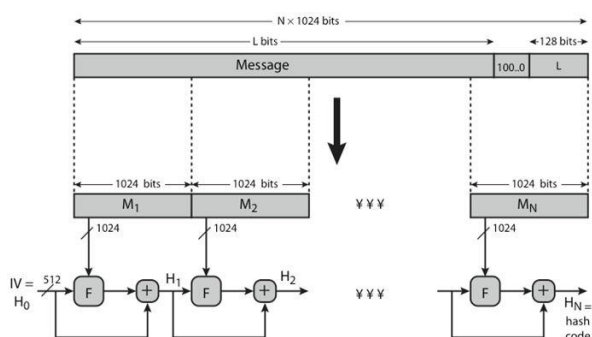 N × 1024 bits
L bits
128 bits
Message
100..0
L
1024 bits
1024 bits
1024 bits
M1
M2
¥ ¥ ¥
MN
1024
1024
1024
IV =
H0
512
F
+
H1
F
+
H2
¥ ¥ ¥
F
+
HN =
hash
code